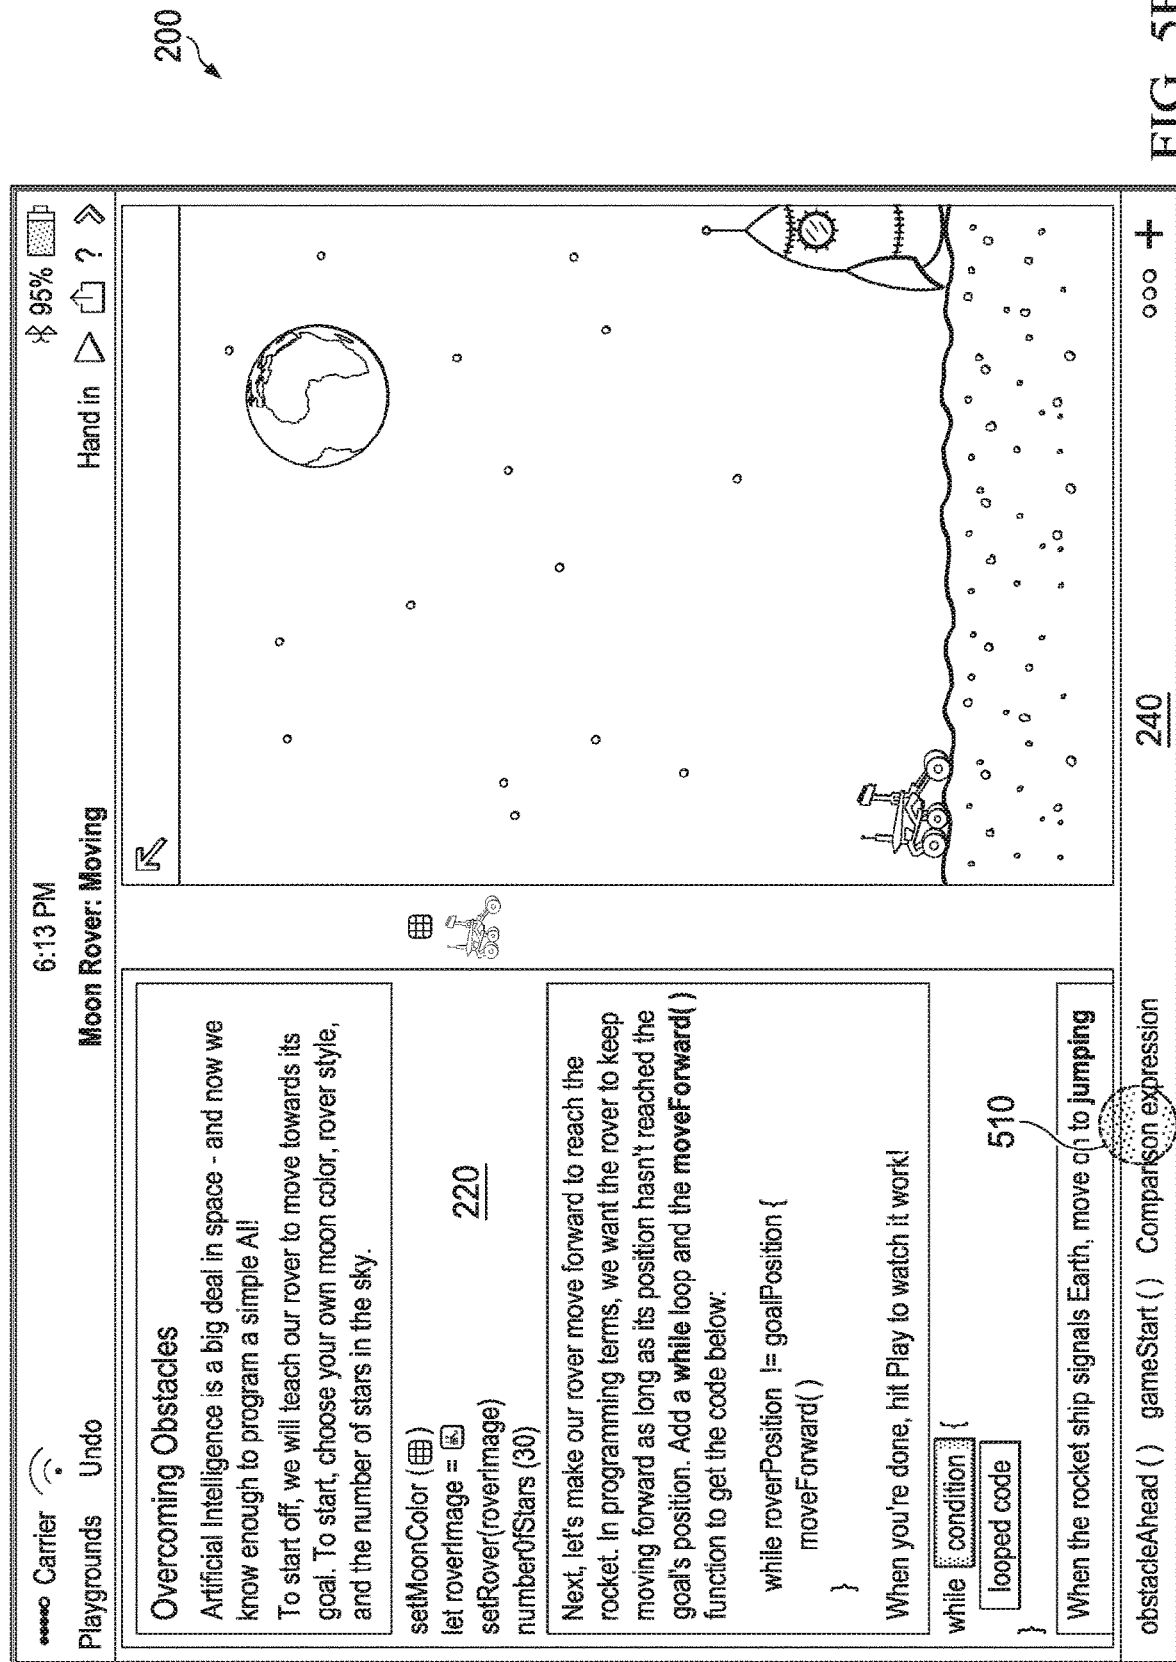 Carrier 6:13 PM 95%
Playgrounds Undo Moon Rover: Moving Hand in ?
Overcoming Obstacles
Artificial Intelligence is a big deal in space - and now we
know enough to program a simple AI!
To start off, we will teach our rover to move towards its
goal. To start, choose your own moon color, rover style,
and the number of stars in the sky.
220
setMoonColor ( )
let roverImage =
setRover(roverImage)
number0fStars (30)
Next, let's make our rover move forward to reach the
rocket. In programming terms, we want the rover to keep
moving forward as long as its position hasn't reached the
goal's position. Add a while loop and the moveForward( )
function to get the code below:
while roverPosition != goalPosition {
moveForward( )
}
When you're done, hit Play to watch it work!
510
while condition {
looped code
}
When the rocket ship signals Earth, move on to jumping
obstacleAhead ( ) gameStart ( ) Comparison expression
240
200